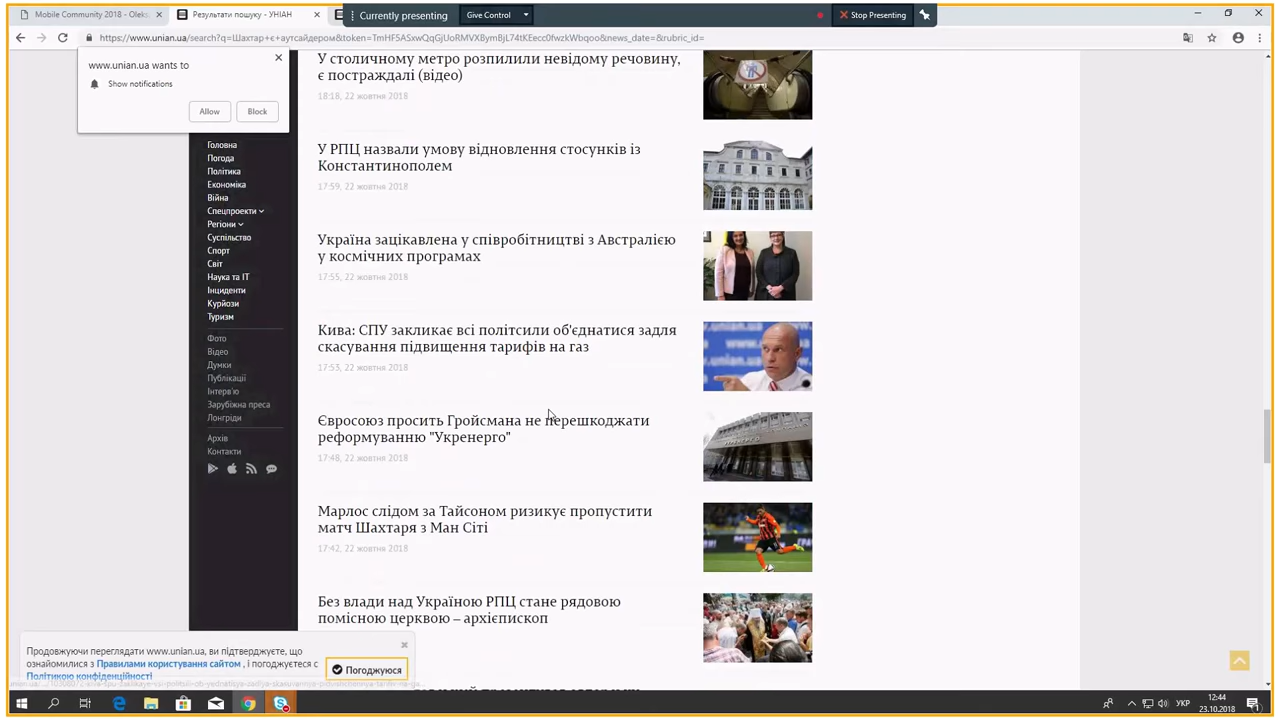 Mobile Community 2018 - Oleks
Результати пошуку - УНІАН
Currently presenting
Give Control
Stop Presenting
https://www.unian.ua/search?q=Шахтар+є+аутсайдером&token=TmHF5ASxwQqGjUoRMVXBymBjL74tKEecc0fwzkWbqoo&news_date=&rubric_id=
www.unian.ua wants to
Show notifications
Allow
Block
Головна
Погода
Політика
Економіка
Війна
Спецпроекти
Регіони
Суспільство
Спорт
Світ
Наука та ІТ
Інциденти
Курйози
Туризм
Фото
Відео
Думки
Публікації
Інтерв'ю
Зарубіжна преса
Лонгріди
Архів
Контакти
У столичному метро розпилили невідому речовину,
є постраждалі (відео)
18:18, 22 жовтня 2018
У РПЦ назвали умову відновлення стосунків із
Константинополем
17:59, 22 жовтня 2018
Україна зацікавлена у співробітництві з Австралією
у космічних програмах
17:55, 22 жовтня 2018
Кива: СПУ закликає всі політсили об'єднатися задля
скасування підвищення тарифів на газ
17:53, 22 жовтня 2018
Євросоюз просить Гройсмана не перешкоджати
реформуванню "Укренерго"
17:48, 22 жовтня 2018
Марлос слідом за Тайсоном ризикує пропустити
матч Шахтаря з Ман Сіті
17:42, 22 жовтня 2018
Без влади над Україною РПЦ стане рядовою
помісною церквою – архієпископ
Продовжуючи переглядати www.unian.ua, ви підтверджуєте, що
ознайомилися з Правилами користування сайтом , і погоджуєтеся с
Політикою конфіденційності
Погоджуюся
УКР
12:44
23.10.2018